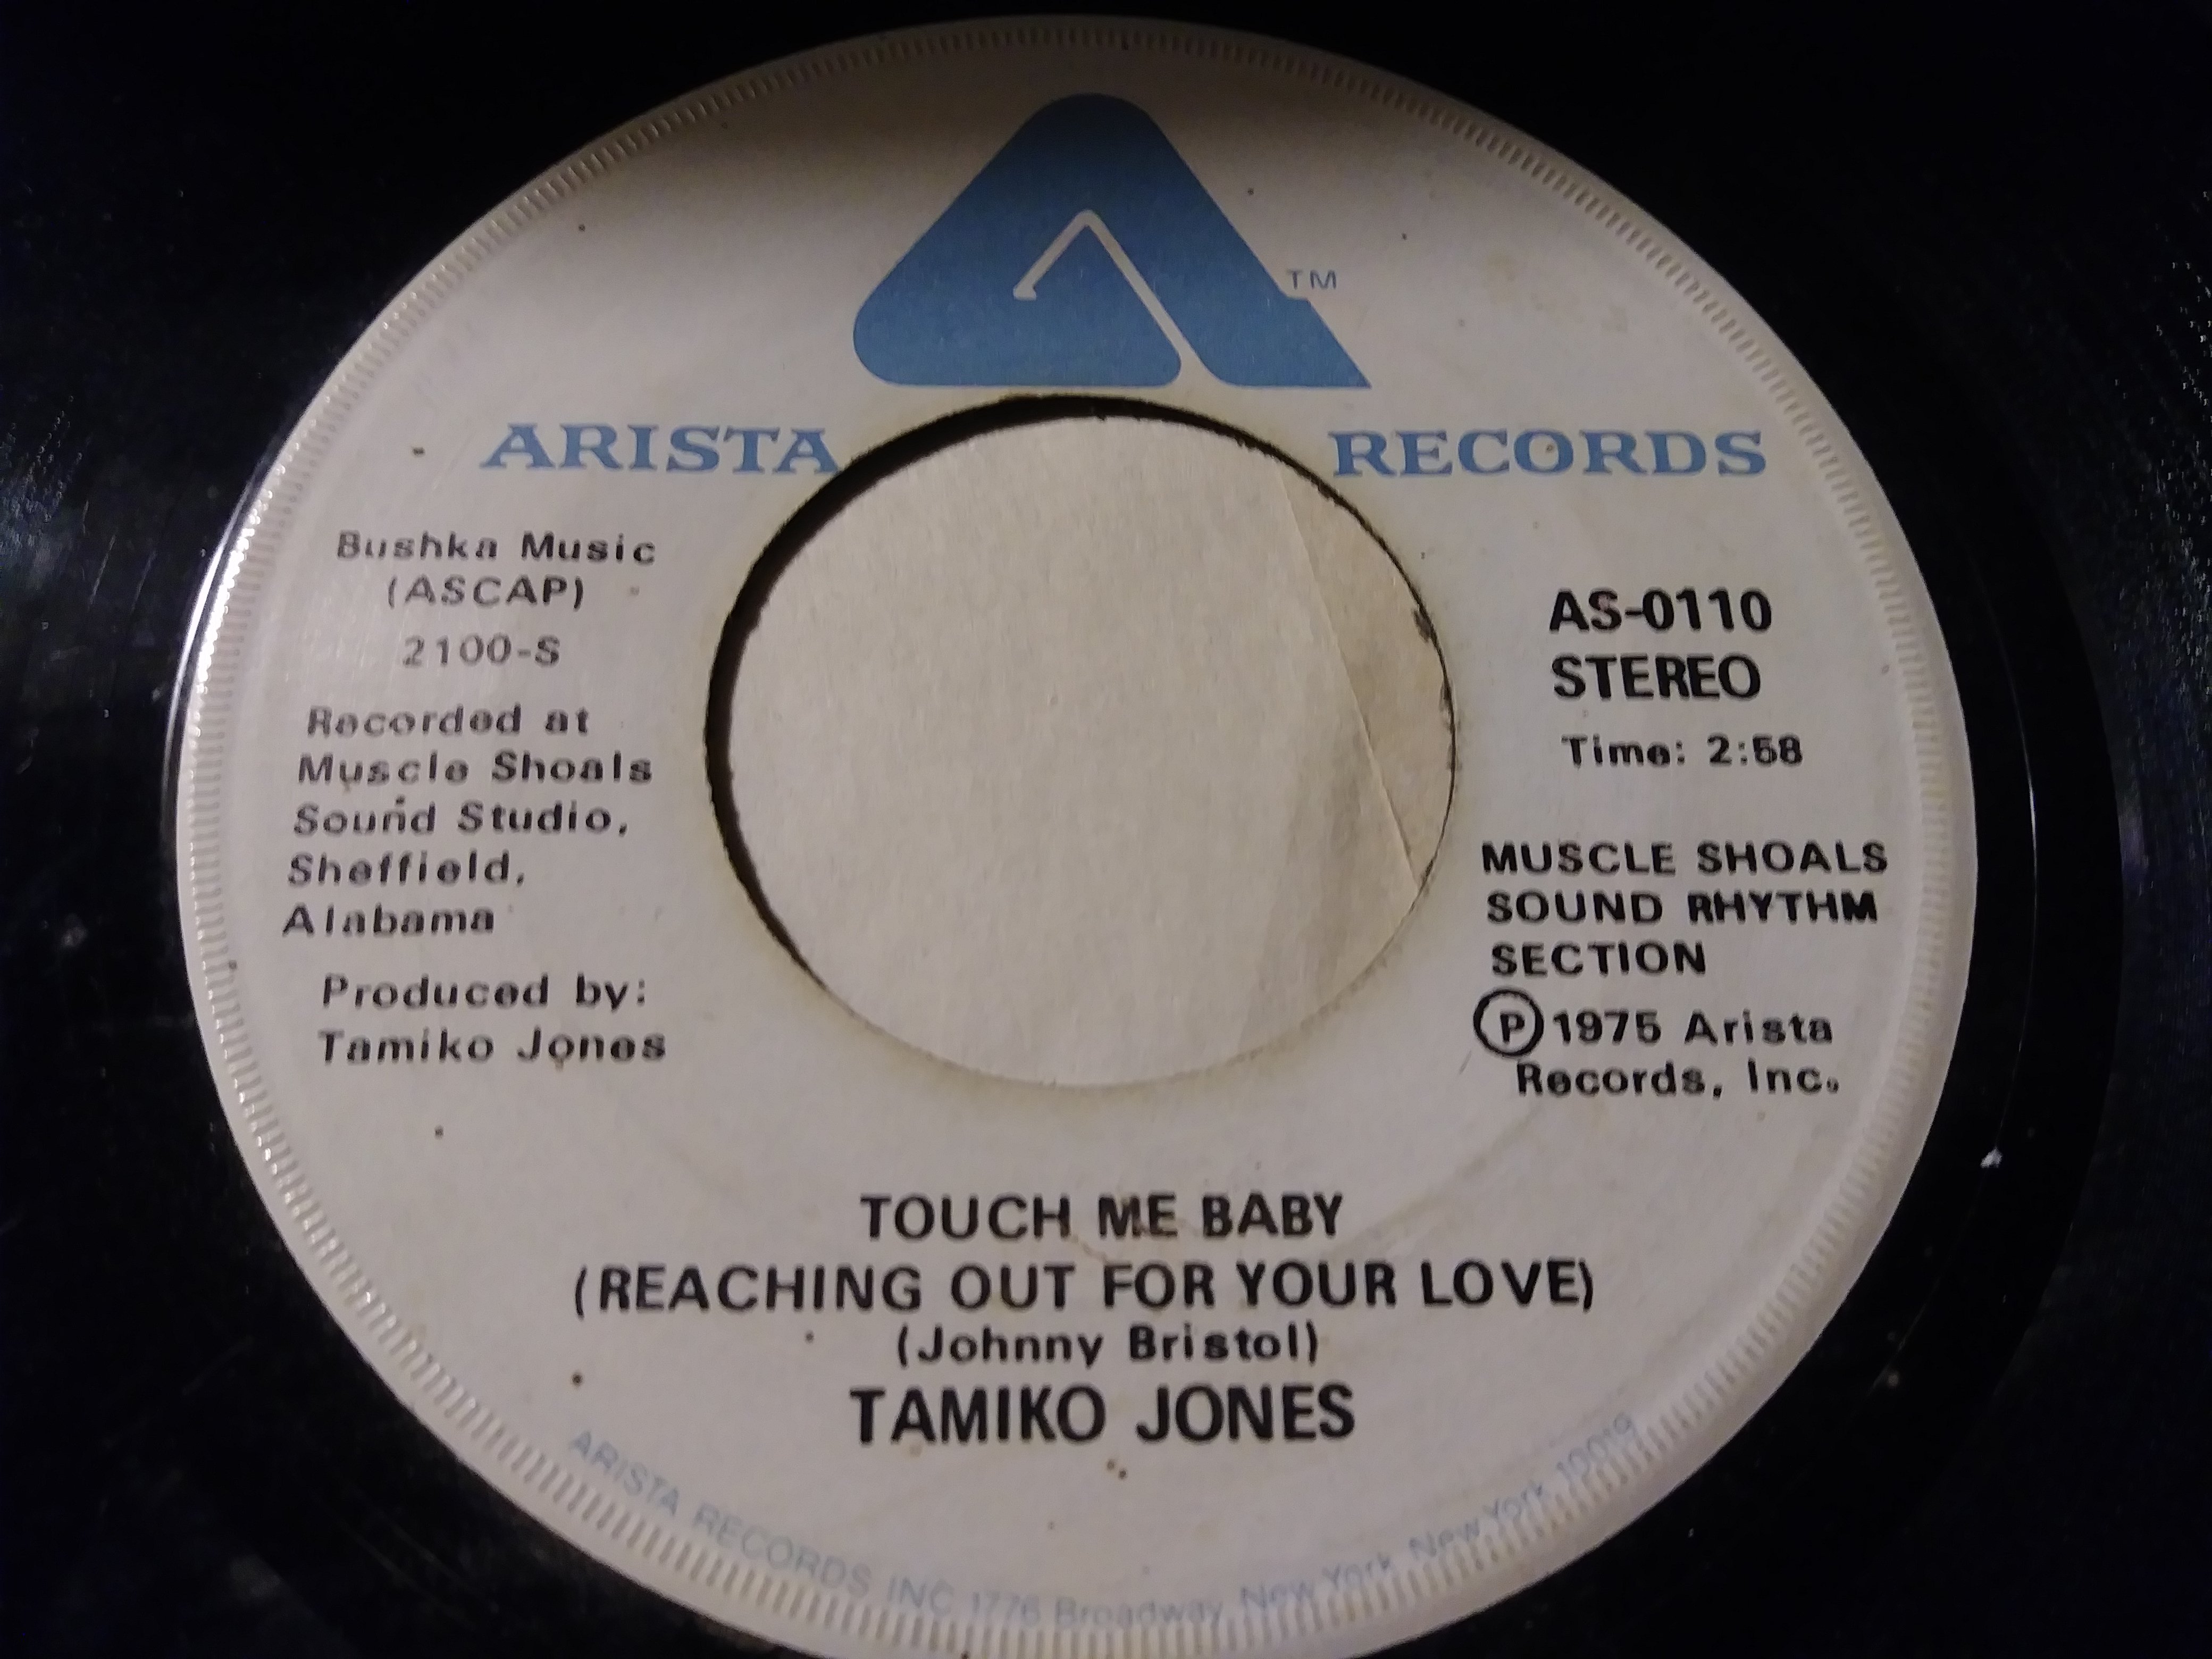 TM
ARISTA RECORDS
Bushka Music
(ASCAP)
2100-S
Recorded at
Muscle Shoals
Sound Studio,
Sheffield,
Alabama
Produced by:
Tamiko Jones
AS-0110
STEREO
Time: 2:58
MUSCLE SHOALS
SOUND RHYTHM
SECTION
Ⓟ1975 Arista
Records, Inc.
TOUCH ME BABY
(REACHING OUT FOR YOUR LOVE)
(Johnny Bristol)
TAMIKO JONES
ARISTA RECORDS INC 1776 Broadway, New York, New York 10019